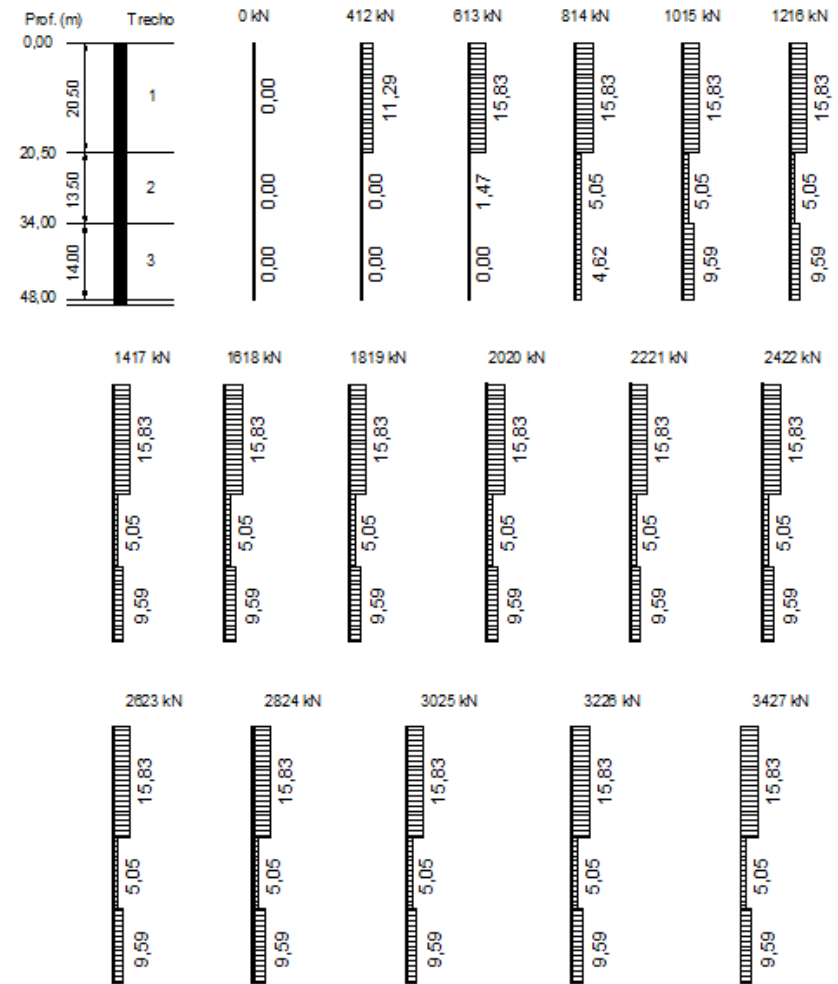 Prof. (m) Trecho 0 kN 412 kN 613 kN 814 kN 1015 kN 1216 kN
0,00
20,50 1 0,00 11,29 15,83 15,83 15,83 15,83
20,50
13,50 2 0,00 0,00 1,47 5,05 5,05 5,05
34,00
14,00 3 0,00 0,00 0,00 4,62 9,59 9,59
48,00
1417 kN 1618 kN 1819 kN 2020 kN 2221 kN 2422 kN
15,83 15,83 15,83 15,83 15,83 15,83
5,05 5,05 5,05 5,05 5,05 5,05
9,59 9,59 9,59 9,59 9,59 9,59
2623 kN 2824 kN 3025 kN 3226 kN 3427 kN
15,83 15,83 15,83 15,83 15,83
5,05 5,05 5,05 5,05 5,05
9,59 9,59 9,59 9,59 9,59